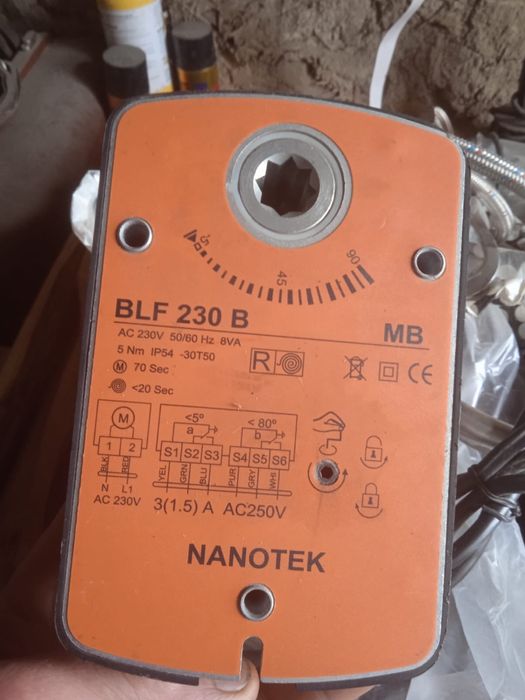 -5
45
90
BLF 230 B
MB
AC 230V 50/60 Hz 8VA
5 Nm IP54 -30T50
M 70 Sec
<20 Sec
R
CE
M
1 2
BLK RED
N L1
AC 230V
<5° <80°
a b
S1 S2 S3 S4 S5 S6
YEL GRN BLU PUR GRY WHI
3(1.5) A AC250V
NANOTEK